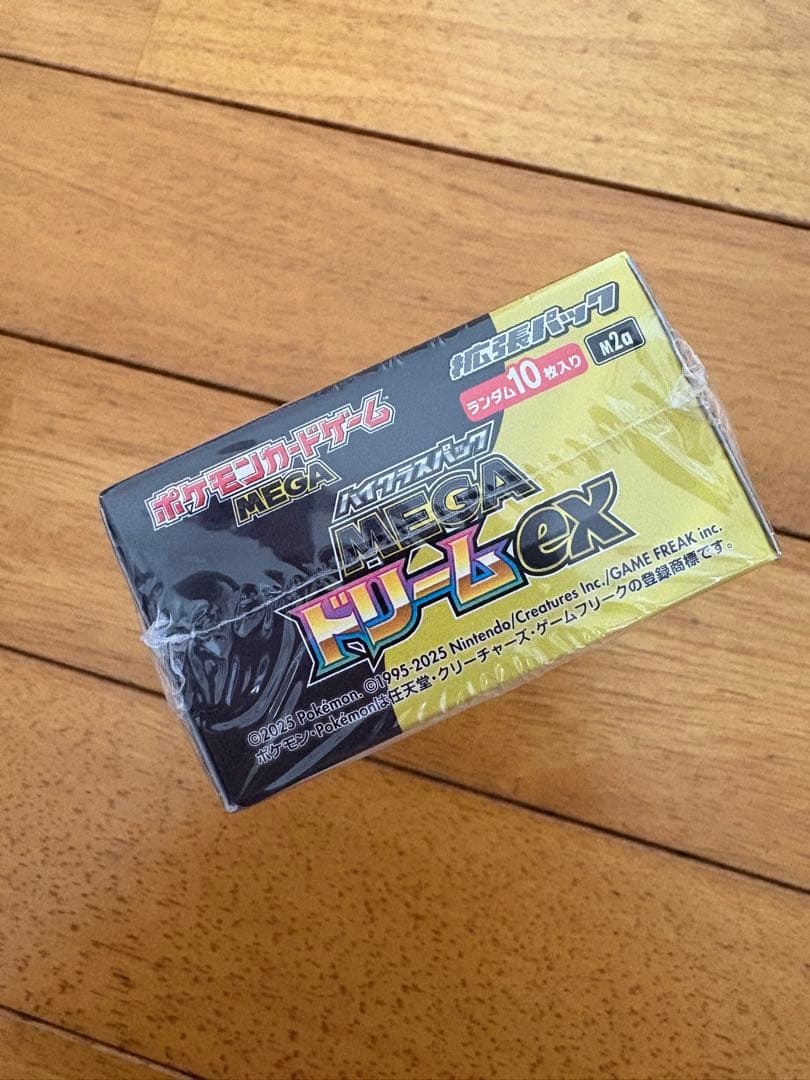 ポケモンカードゲーム
MEGA
拡張パック
ランダム10枚入り
M2a
ハイクラスパック
MEGA
ドリームex
©2025 Pokémon. ©1995-2025 Nintendo/Creatures Inc./GAME FREAK inc.
ポケモン・Pokémonは任天堂・クリーチャーズ・ゲームフリークの登録商標です。